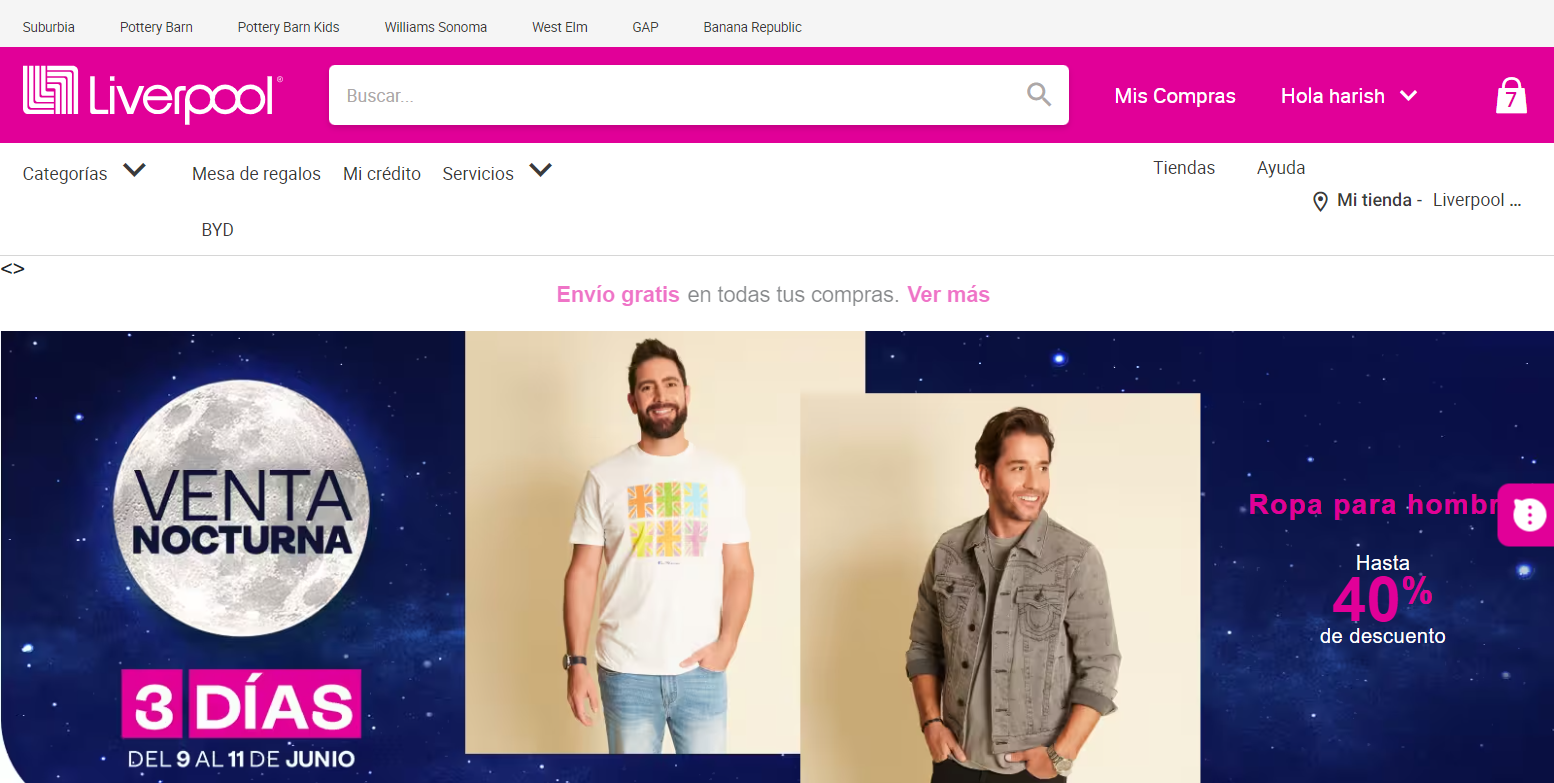 Suburbia Pottery Barn Pottery Barn Kids Williams Sonoma West Elm GAP Banana Republic
Liverpool®
Buscar...
Mis Compras
Hola harish
7
Categorías
Mesa de regalos
Mi crédito
Servicios
Tiendas
Ayuda
Mi tienda - Liverpool ...
BYD
<>
Envío gratis en todas tus compras. Ver más
VENTA
NOCTURNA
3 DÍAS
DEL 9 AL 11 DE JUNIO
Ropa para hombr
Hasta
40%
de descuento